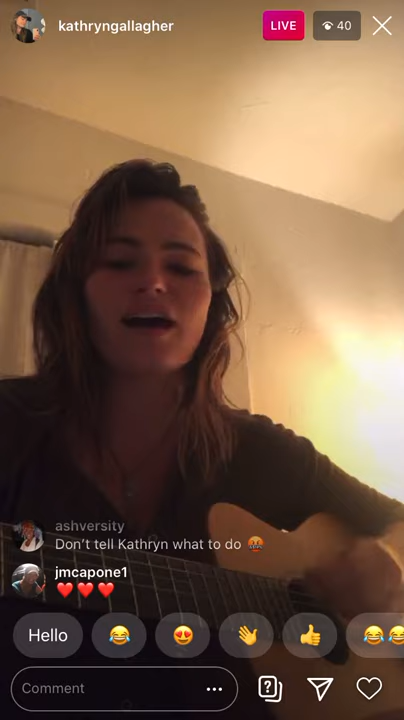 kathryngallagher
LIVE
40
ashversity
Don't tell Kathryn what to do 🤬
jmcapone1
❤️❤️❤️
Hello 😂 😍 👋 👍 😂😂
Comment